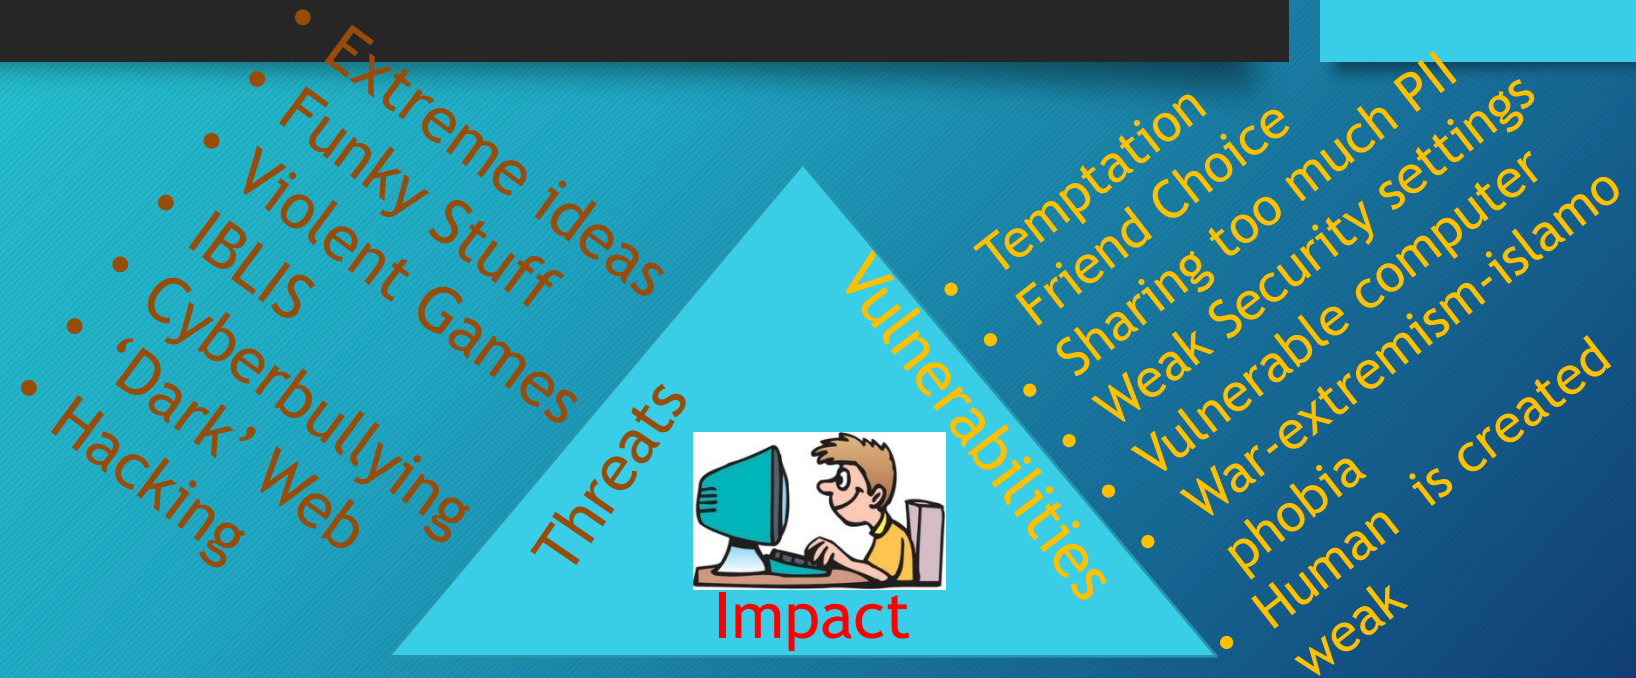 • Extreme ideas
• Funky Stuff
• Violent Games
• IBLIS
• Cyberbullying
• ‘Dark’ Web
• Hacking
Threats
Impact
Vulnerabilities
• Temptation
• Friend Choice
• Sharing too much PII
• Weak Security settings
• Vulnerable computer
• War-extremism-islamo
phobia
• Human is created
weak